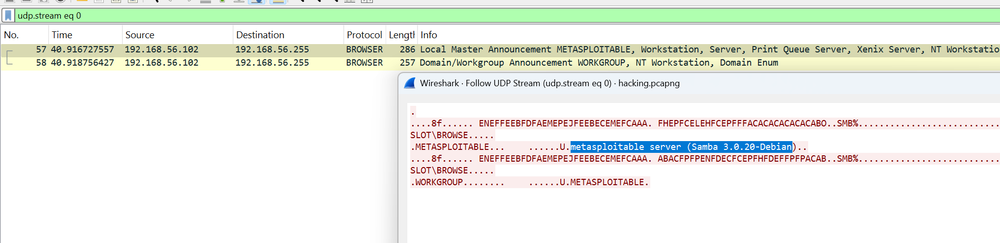 udp.stream eq 0
No. Time Source Destination Protocol Length Info
57 40.916727557 192.168.56.102 192.168.56.255 BROWSER 286 Local Master Announcement METASPLOITABLE, Workstation, Server, Print Queue Server, Xenix Server, NT Workstatio
58 40.918756427 192.168.56.102 192.168.56.255 BROWSER 257 Domain/Workgroup Announcement WORKGROUP, NT Workstation, Domain Enum
Wireshark · Follow UDP Stream (udp.stream eq 0) · hacking.pcapng
.
....8f...... ENEFFEEBFDFAEMEPEJFEEBECEMEFCAAA. FHEPFCELEHFCEPFFFACACACACACACABO..SMB%............................
SLOT\BROWSE.....
.METASPLOITABLE... ......U.metasploitable server (Samba 3.0.20-Debian)..
....8f...... ENEFFEEBFDFAEMEPEJFEEBECEMEFCAAA. ABACFPFPENFDECFCEPFHFDEFFPFPACAB..SMB%............................
SLOT\BROWSE.....
.WORKGROUP........ ......U.METASPLOITABLE.